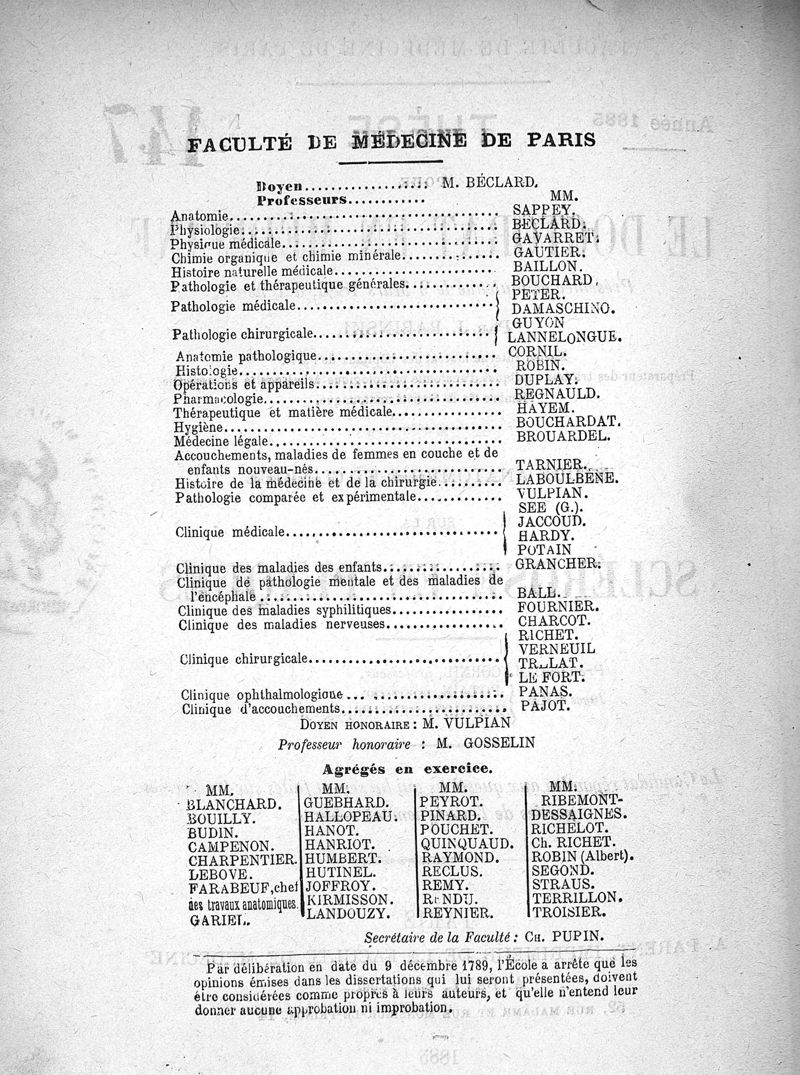 FACULTÉ DE MÉDECINE DE PARIS
Doyen.................. M. BÉCLARD.
Professeurs........... MM.
Anatomie.................. SAPPEY.
Physiologie.................. BECLARD.
Physique médicale.................. GAVARRET.
Chimie organique et chimie minérale.................. GAUTIER.
Histoire naturelle médicale.................. BAILLON.
Pathologie et thérapeutique générales.................. BOUCHARD.
Pathologie médicale.................. { PETER.
DAMASCHINO.
Pathologie chirurgicale.................. { GUYON
LANNELONGUE.
Anatomie pathologique.................. CORNIL.
Histologie.................. ROBIN.
Opérations et appareils.................. DUPLAY.
Pharmacologie.................. REGNAULD.
Thérapeutique et matière médicale.................. HAYEM.
Hygiène.................. BOUCHARDAT.
Médecine légale.................. BROUARDEL.
Accouchements, maladies de femmes en couche et de
enfants nouveau-nés.................. TARNIER.
Histoire de la médecine et de la chirurgie.................. LABOULBÈNE.
Pathologie comparée et expérimentale.................. VULPIAN.
Clinique médicale.................. { SEE (G.).
JACCOUD.
HARDY.
POTAIN
Clinique des maladies des enfants.................. GRANCHER.
Clinique de pathologie mentale et des maladies de
l'encéphale.................. BALL.
Clinique des maladies syphilitiques.................. FOURNIER.
Clinique des maladies nerveuses.................. CHARCOT.
Clinique chirurgicale.................. { RICHET.
VERNEUIL
TRELAT.
LE FORT.
Clinique ophthalmologique.................. PANAS.
Clinique d'accouchements.................. PAJOT.
DOYEN HONORAIRE : M. VULPIAN
Professeur honoraire : M. GOSSELIN
Agrégés en exercice.
MM.
BLANCHARD.
BOUILLY.
BUDIN.
CAMPENON.
CHARPENTIER.
LEBOVE.
FARABEUF, chef
des travaux anatomiques.
GARIEL.
MM.
GUEBHARD.
HALLOPEAU.
HANOT.
HANRIOT.
HUMBERT.
HUTINEL.
JOFFROY.
KIRMISSON.
LANDOUZY.
MM.
PEYROT.
PINARD.
POUCHET.
QUINQUAUD.
RAYMOND.
RECLUS.
REMY.
RENDU.
REYNIER.
MM.
RIBEMONT-
DESSAIGNES.
RICHELOT.
Ch. RICHET.
ROBIN (Albert).
SEGOND.
STRAUS.
TERRILLON.
TROISIER.
Secrétaire de la Faculté : CH. PUPIN.
Par délibération en date du 9 décembre 1789, l'École a arrêté que les
opinions émises dans les dissertations qui lui seront présentées, doivent
être considérées comme propres à leurs auteurs, et qu'elle n'entend leur
donner aucune approbation ni improbation.